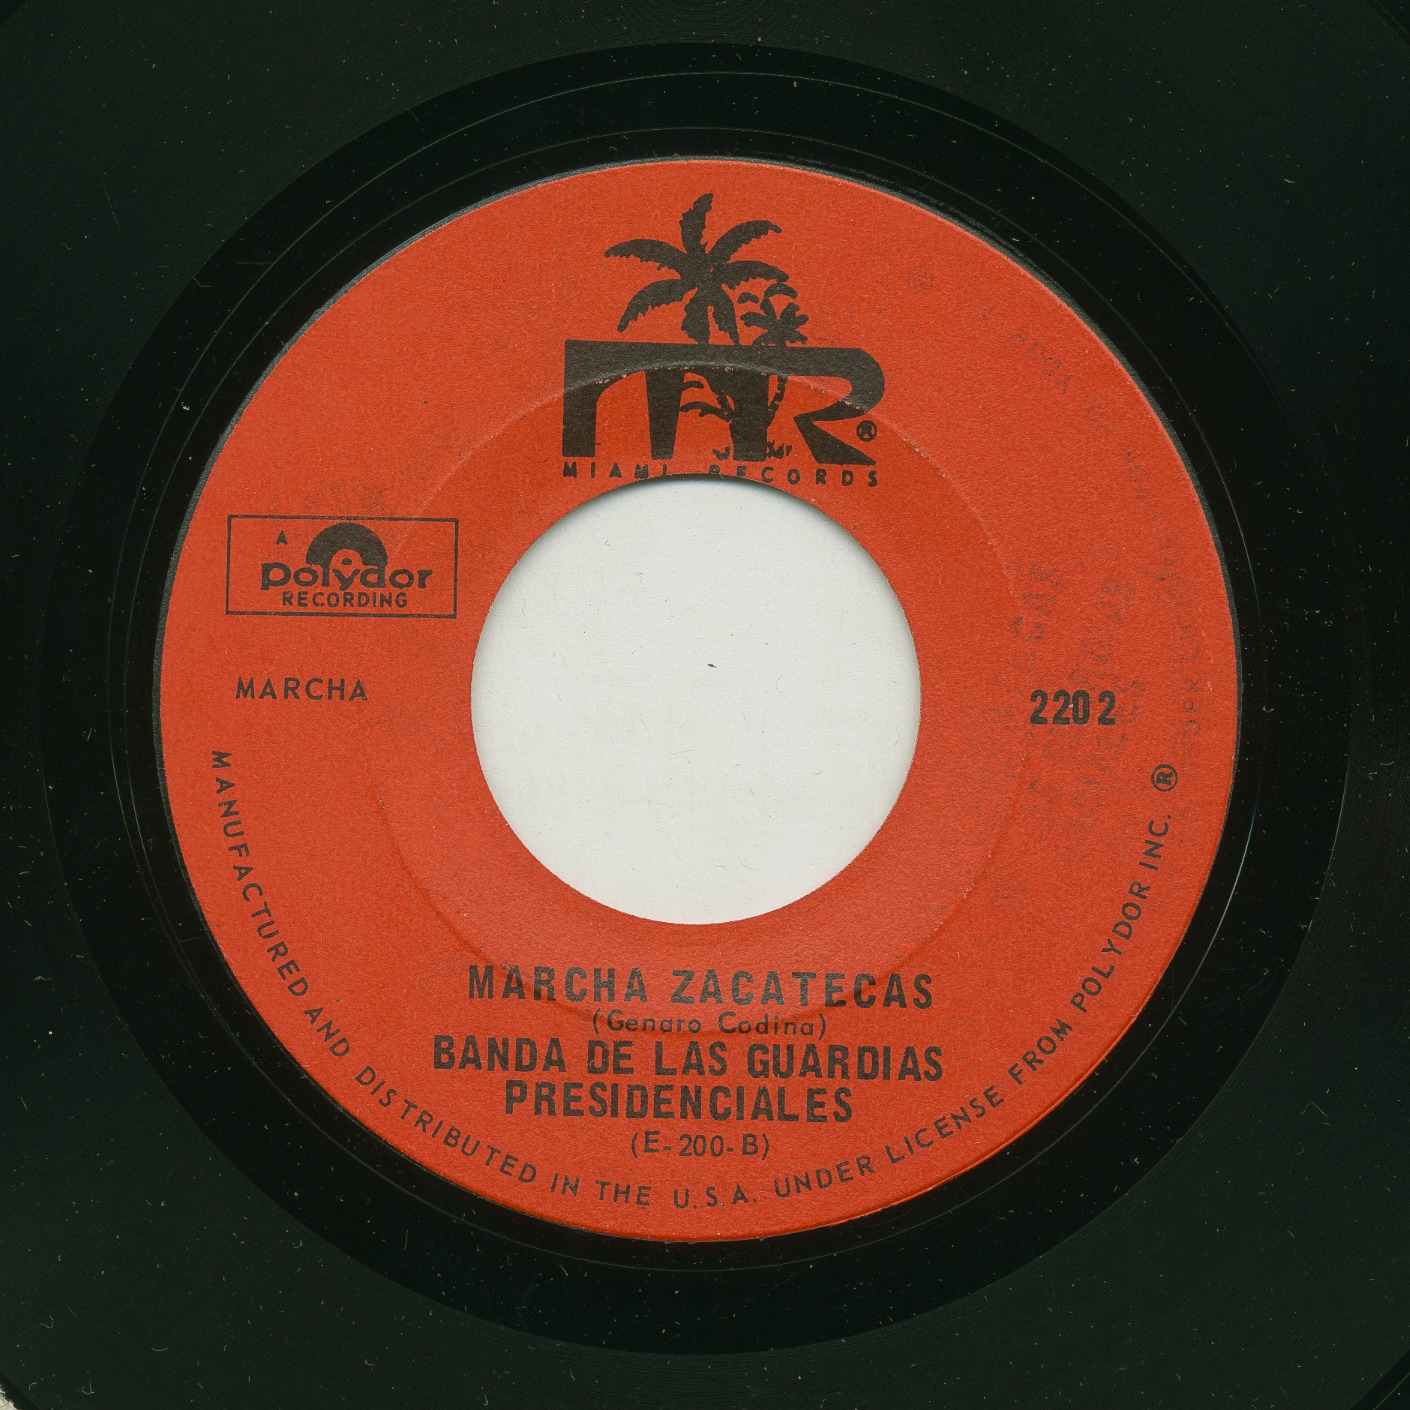 MR®
MIAMI RECORDS
A
polydor
RECORDING
MARCHA
2202
MARCHA ZACATECAS
(Genaro Codina)
BANDA DE LAS GUARDIAS
PRESIDENCIALES
(E-200-B)
MANUFACTURED AND DISTRIBUTED IN THE U.S.A. UNDER LICENSE FROM POLYDOR INC. ®